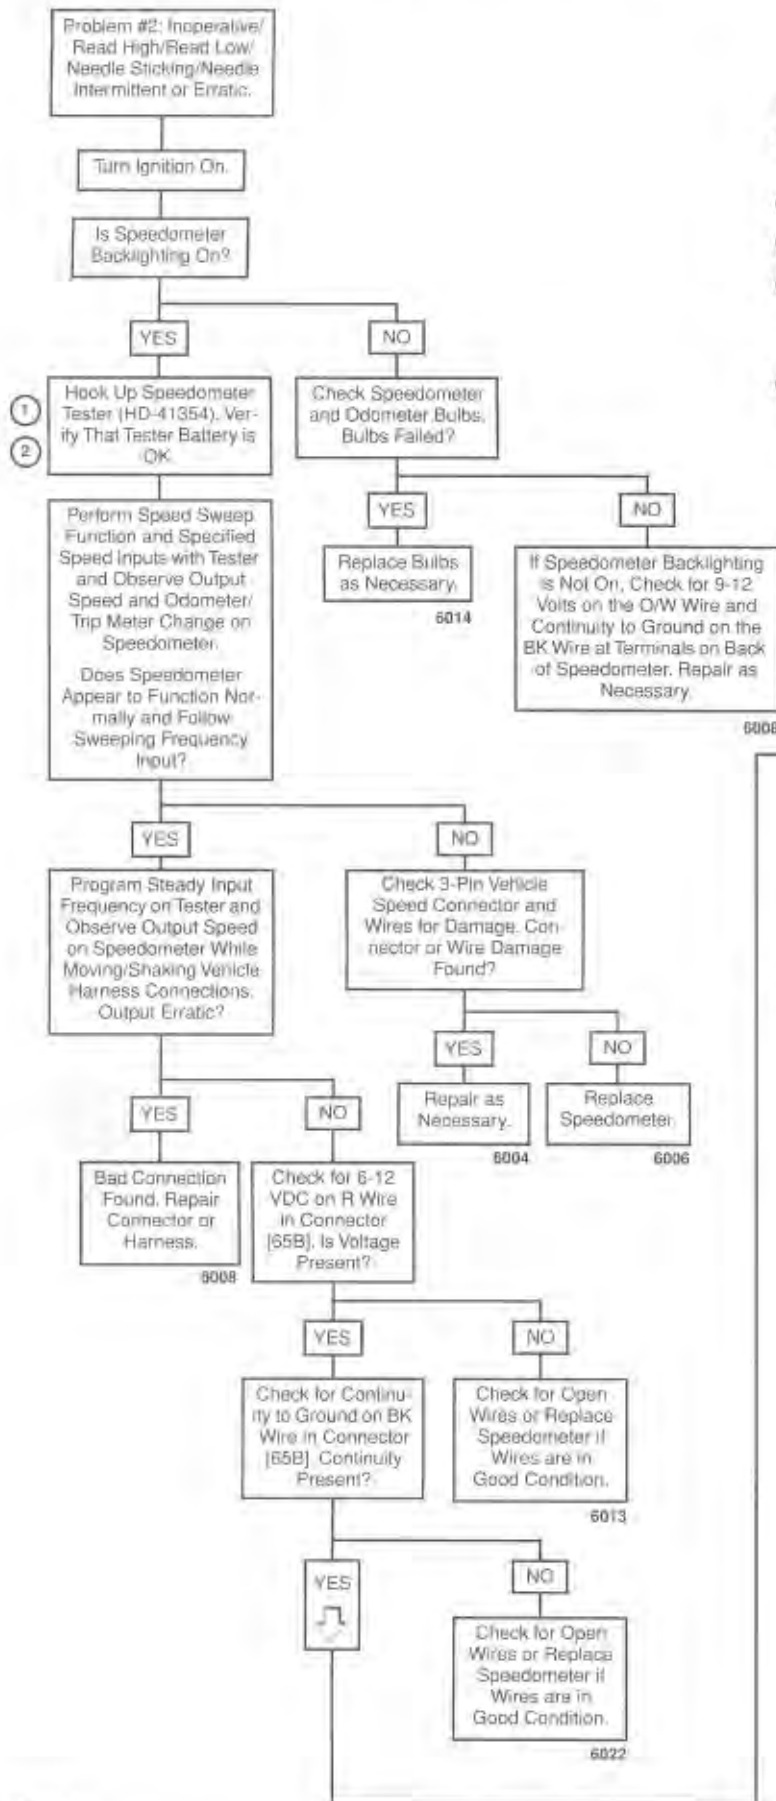 Problem #2: Inoperative/
Read High/Read Low/
Needle Sticking/Needle
Intermittent or Erratic.
Turn Ignition On.
Is Speedometer
Backlighting On?
YES
NO
1
2
Hook Up Speedometer
Tester (HD-41354). Ver-
ify That Tester Battery is
OK.
Check Speedometer
and Odometer Bulbs.
Bulbs Failed?
YES
NO
Perform Speed Sweep
Function and Specified
Speed Inputs with Tester
and Observe Output
Speed and Odometer/
Trip Meter Change on
Speedometer.
Does Speedometer
Appear to Function Nor-
mally and Follow
Sweeping Frequency
Input?
Replace Bulbs
as Necessary.
6014
If Speedometer Backlighting
is Not On, Check for 9-12
Volts on the O/W Wire and
Continuity to Ground on the
BK Wire at Terminals on Back
of Speedometer. Repair as
Necessary.
YES
NO
Program Steady Input
Frequency on Tester and
Observe Output Speed
on Speedometer While
Moving/Shaking Vehicle
Harness Connections.
Output Erratic?
Check 3-Pin Vehicle
Speed Connector and
Wires for Damage. Con-
nector or Wire Damage
Found?
YES
NO
Repair as
Necessary.
6004
Replace
Speedometer.
6006
YES
NO
Bad Connection
Found. Repair
Connector or
Harness.
6008
Check for 6-12
VDC on R Wire
in Connector
[65B]. Is Voltage
Present?
YES
NO
Check for Continu-
ity to Ground on BK
Wire in Connector
[65B]. Continuity
Present?
Check for Open
Wires or Replace
Speedometer if
Wires are in
Good Condition.
6013
YES
NO
Check for Open
Wires or Replace
Speedometer if
Wires are in
Good Condition.
6022